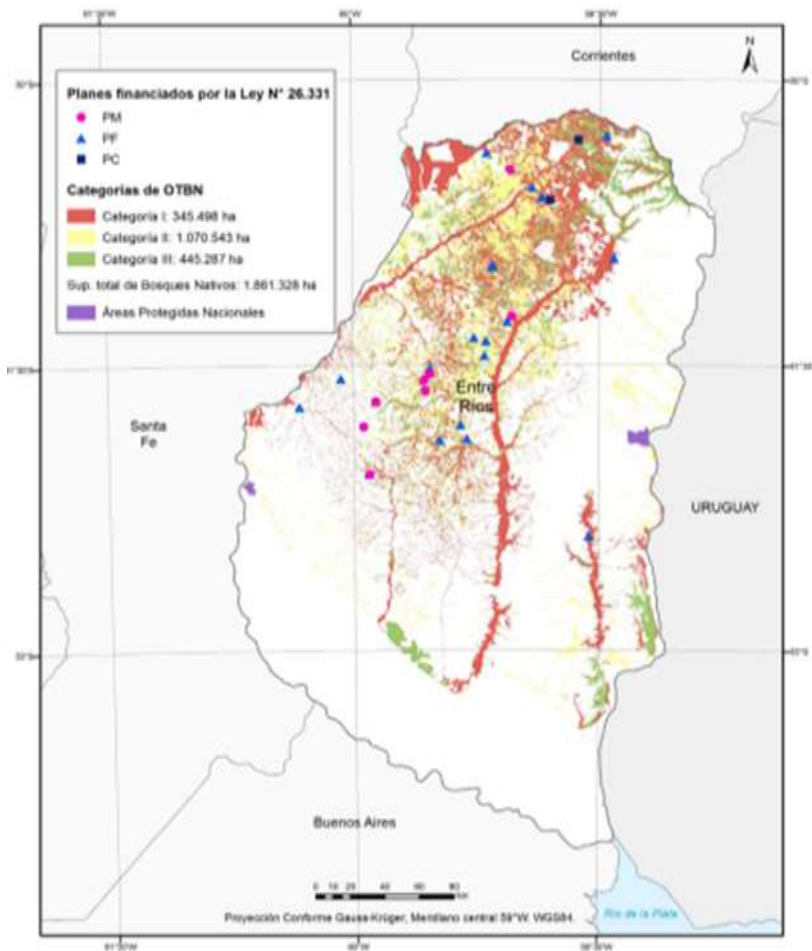 Corrientes
N
Planes financiados por la Ley N° 26.331
PM
PF
PC
Categorías de OTBN
Categoría I: 345.498 ha
Categoría II: 1.070.543 ha
Categoría III: 445.287 ha
Sup. total de Bosques Nativos: 1.861.328 ha
Áreas Protegidas Nacionales
Entre
Ríos
Santa
Fe
URUGUAY
Buenos Aires
Río de la Plata
Proyección Conforme Gauss-Krüger, Meridiano central 59°W. WGS84.